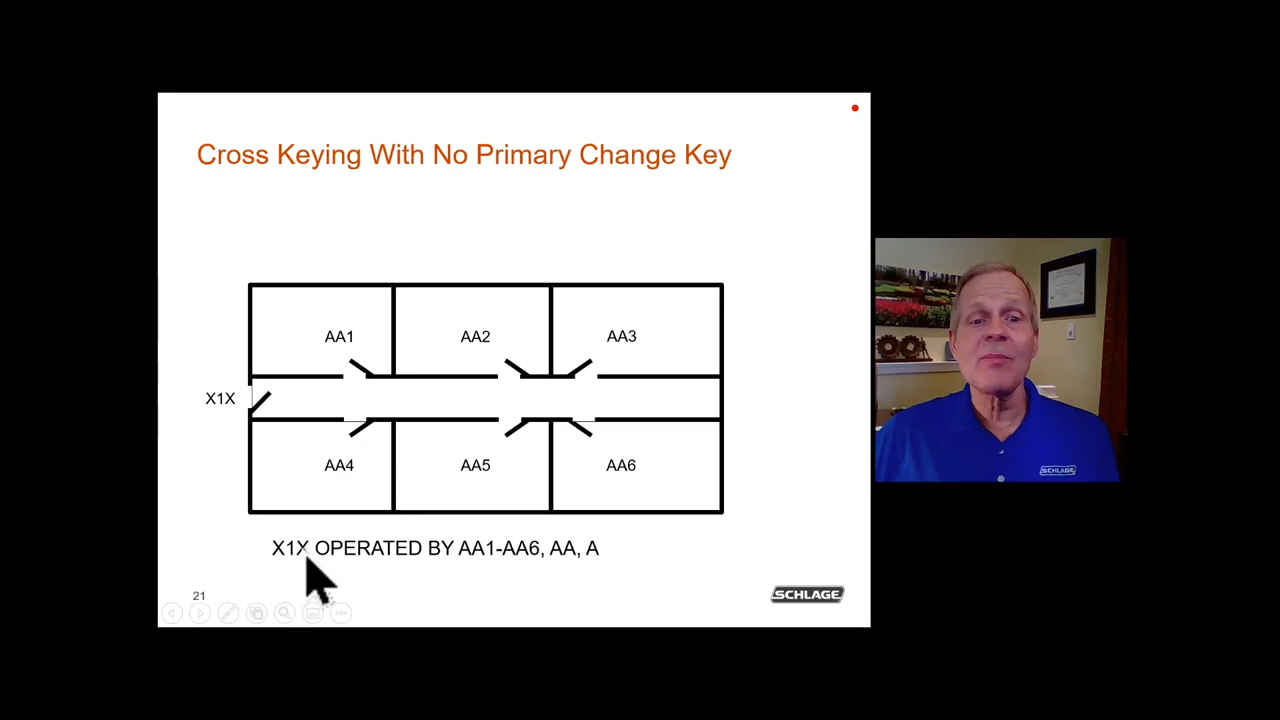 Cross Keying With No Primary Change Key
AA1
AA2
AA3
X1X
AA4
AA5
AA6
X1X OPERATED BY AA1-AA6, AA, A
21
SCHLAGE
SCHLAGE